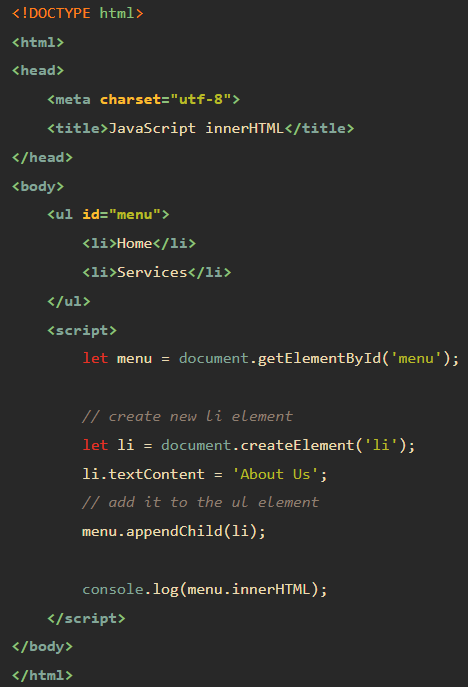 <!DOCTYPE html>
<html>
<head>
    <meta charset="utf-8">
    <title>JavaScript innerHTML</title>
</head>
<body>
    <ul id="menu">
        <li>Home</li>
        <li>Services</li>
    </ul>
    <script>
        let menu = document.getElementById('menu');

        // create new li element
        let li = document.createElement('li');
        li.textContent = 'About Us';
        // add it to the ul element
        menu.appendChild(li);

        console.log(menu.innerHTML);
    </script>
</body>
</html>